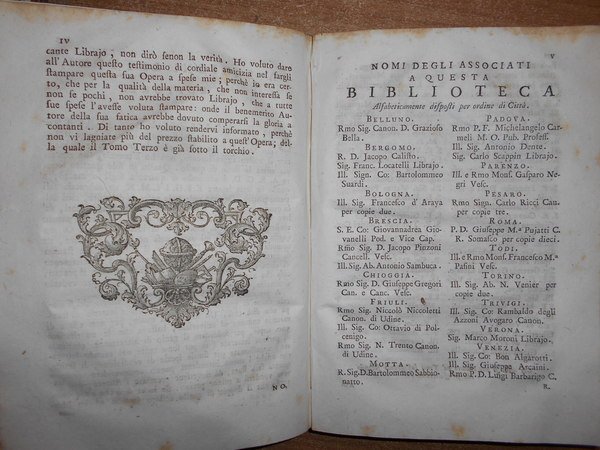 IV
cante Librajo, non dirò senon la verità. Ho voluto dare
all'Autore questo testimonio di cordiale amicizia nel fargli
stampare questa sua Opera a spese mie; perchè io era cer-
to, che per la qualità della materia, che non interessa se
non se pochi, non avrebbe trovato Librajo, che a tutte
sue spese l'avesse voluta stampare: onde il benemerito Au-
tore della sua fatica avrebbe dovuto comperarsi la gloria a
contanti. Di tanto ho voluto rendervi informato, perchè
non vi lagniate più del prezzo stabilito a quest'Opera; del-
la quale il Tomo Terzo è già sotto il torchio.
NO.
V
NOMI DEGLI ASSOCIATI
A QUESTA
BIBLIOTECA
Alfabeticamente disposti per ordine di Città.
BELLUNO.
Rmo Sig. Canon. D. Grazioso
Bella.
BERGOMO.
R. D. Jacopo Calisto.
Sig. Franc. Locatelli Librajo.
Ill. Sign. Co: Bartolommeo
Suardi.
BOLOGNA.
Ill. Sig. Francesco d' Araya
per copie due.
BRESCIA.
S. E. Co: Giovannadrea Gio-
vanelli Pod. e Vice Cap.
Rmo Sig. D. Jacopo Pinzoni
Cancell. Vesc.
Ill. Sig. Ab. Antonio Sambuca.
CHIOGGIA.
Rmo Sig. D. Giuseppe Gregori
Can. e Canc. Vesc.
FRIULI.
Rmo Sig. Niccolò Niccoletti
Canon. di Udine.
Ill. Sig. Co: Ottavio di Pol-
cenigo.
Rmo Sig. N. Trento Canon.
di Udine.
MOTTA.
R. Sig. D. Bartolommeo Sabbio-
natto.
PADOVA.
Rmo P. F. Michelangelo Car-
meli M. O. Pub. Profess.
Ill. Sig. Antonio Dente.
Sig. Carlo Scappin Librajo.
PARENZO.
Ill. e Rmo Mons. Gasparo Ne-
gri Vesc.
PESARO.
Rmo Sign. Carlo Ricci Can.
per copie tre.
ROMA.
P. D. Giuseppe M.a Pujatti C.
R. Somasco per copie dieci.
TODI.
Ill. e Rmo Mons. Francesco M.a
Pasini Vesc.
TORINO.
Ill. Sig. Ab. N. Venier per
copie due.
TRIVIGI.
Ill. Sig. Co: Rambaldo degli
Azzoni Avogaro Canon.
VERONA.
Sig. Marco Moroni Librajo.
VENEZIA.
Ill. Sig. Co: Bon Algarotti.
Ill. Sig. Giuseppe Arcaini.
Rmo P. D. Luigi Barbarigo C.
R.